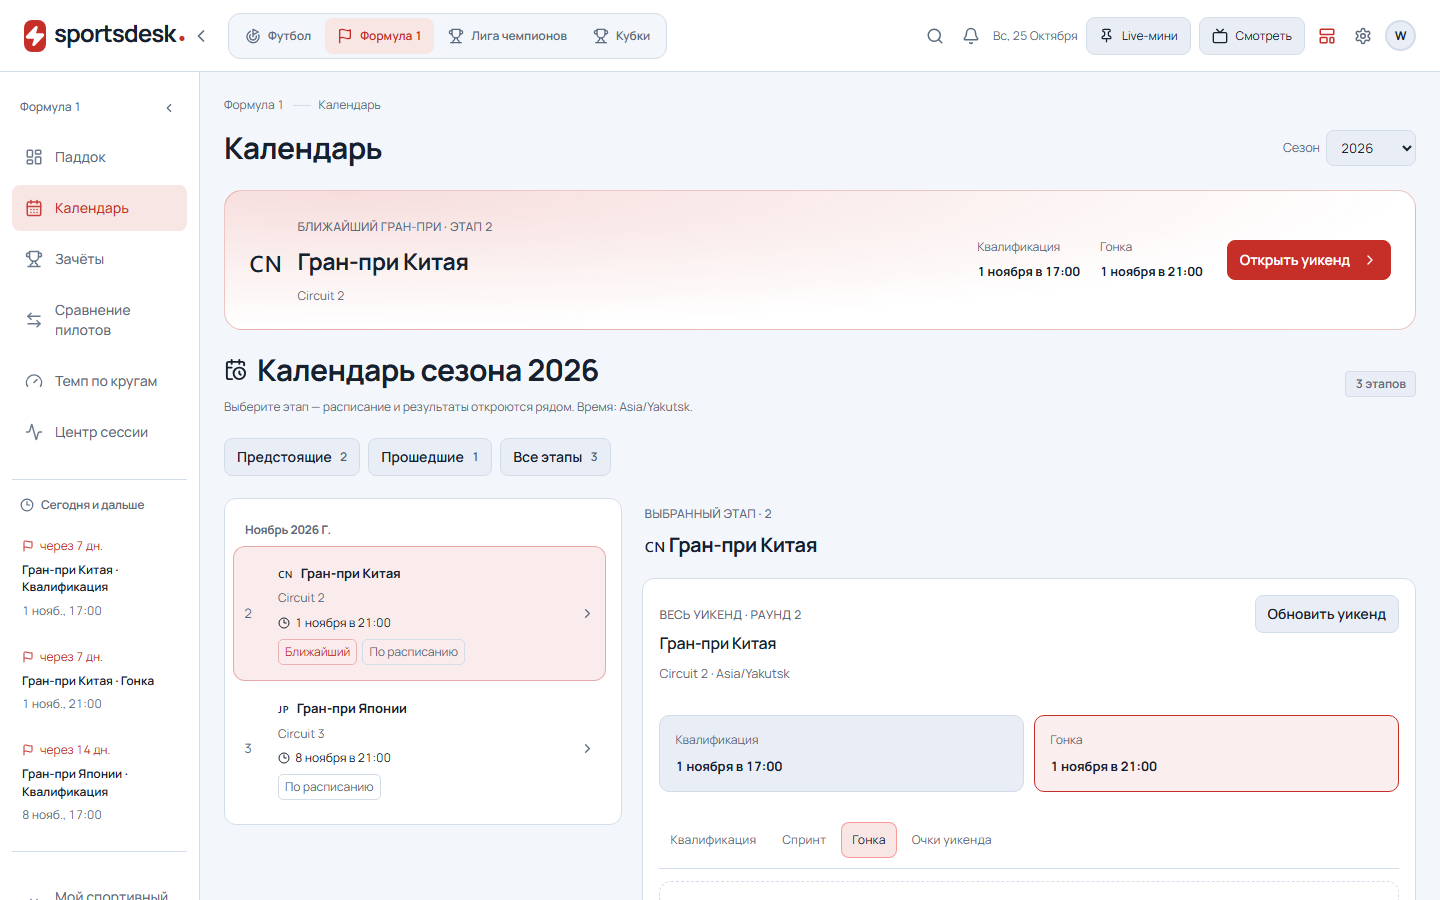 sportsdesk.
Футбол
Формула 1
Лига чемпионов
Кубки
Вс, 25 Октября
Live-мини
Смотреть
W
Формула 1
Паддок
Календарь
Зачёты
Сравнение
пилотов
Темп по кругам
Центр сессии
Сегодня и дальше
через 7 дн.
Гран-при Китая ·
Квалификация
1 нояб., 17:00
через 7 дн.
Гран-при Китая · Гонка
1 нояб., 21:00
через 14 дн.
Гран-при Японии ·
Квалификация
8 нояб., 17:00
Мой спортивный
Формула 1 — Календарь
Календарь
Сезон 2026
БЛИЖАЙШИЙ ГРАН-ПРИ · ЭТАП 2
CN Гран-при Китая
Circuit 2
Квалификация
1 ноября в 17:00
Гонка
1 ноября в 21:00
Открыть уикенд
Календарь сезона 2026
Выберите этап — расписание и результаты откроются рядом. Время: Asia/Yakutsk.
3 этапов
Предстоящие 2
Прошедшие 1
Все этапы 3
Ноябрь 2026 Г.
CN Гран-при Китая
Circuit 2
2
1 ноября в 21:00
Ближайший
По расписанию
JP Гран-при Японии
Circuit 3
3
8 ноября в 21:00
По расписанию
ВЫБРАННЫЙ ЭТАП · 2
CN Гран-при Китая
ВЕСЬ УИКЕНД · РАУНД 2
Гран-при Китая
Circuit 2 · Asia/Yakutsk
Обновить уикенд
Квалификация
1 ноября в 17:00
Гонка
1 ноября в 21:00
Квалификация
Спринт
Гонка
Очки уикенда